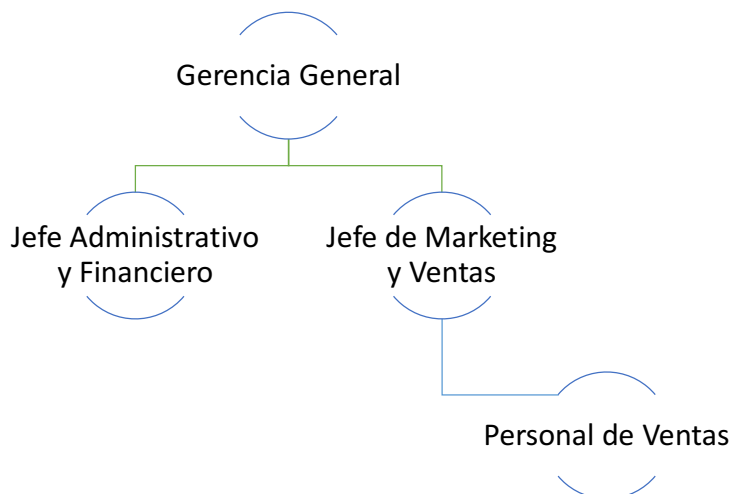 Gerencia General
Jefe Administrativo
y Financiero
Jefe de Marketing
y Ventas
Personal de Ventas